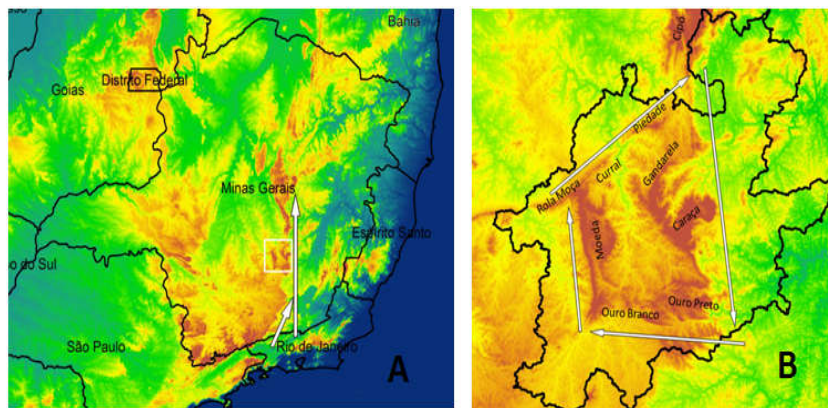 Bahia
Distrito Federal
Goias
Minas Gerais
Espírito Santo
o do Sul
São Paulo
Rio de Janeiro
A
Cipó
Piedade
Rola Moça
Curral
Gandarela
Caraça
Moeda
Ouro Branco
Ouro Preto
B